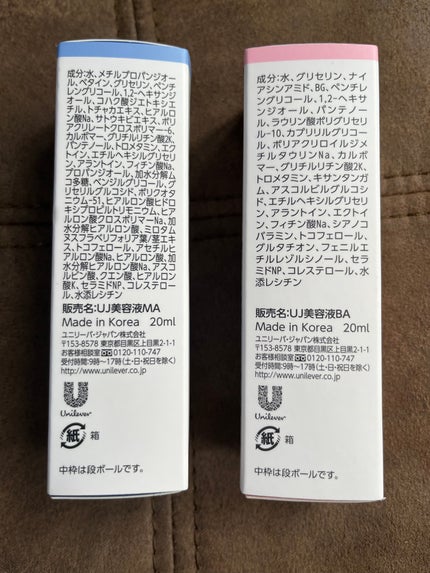 成分：水、メチルプロパンジオー
ル、ベタイン、グリセリン、ペンチ
レングリコール、1,2-ヘキサンジ
オール、コハク酸ジエトキシエ
チル、トチャカエキス、ヒアルロ
ン酸Na、サトウキビエキス、ポリ
アクリレートクロスポリマー-6、
カルボマー、グリチルリチン酸2K、
パンテノール、トロメタミン、エク
トイン、エチルヘキシルグリセリ
ン、アラントイン、フィチン酸Na、
プロパンジオール、加水分解ム
コ多糖、ベンジルグリコール、グ
リセリルグルコシド、ポリクオタ
ニウム-51、ヒアルロン酸ヒドロ
キシプロピルトリモニウム、ヒア
ルロン酸クロスポリマーNa、加
水分解ヒアルロン酸、ミロタム
ヌスフラベリフォリア葉/茎エキ
ス、トコフェロール、アセチルヒ
アルロン酸Na、ヒアルロン酸、加
水分解ヒアルロン酸Na、アスコル
ビン酸、クエン酸、ヒアルロン酸
K、セラミドNP、コレステロール、
水添レシチン
販売名：UJ美容液MA
Made in Korea 20ml
ユニリーバ・ジャパン株式会社
〒153-8578 東京都目黒区上目黒2-1-1
お客様相談室 0120-110-747
受付時間：9時～17時（土・日・祝日を除く）
http://www.unilever.com/
Unilever
紙 箱
中枠は段ボールです。
成分：水、グリセリン、ナイ
アシンアミド、BG、ペンチレ
ングリコール、1,2-ヘキサ
ンジオール、パンテノー
ル、ラウリン酸ポリグリセリ
ル-10、カプリリルグリコー
ル、ポリアクリロイルジメ
チルタウリンNa、カルボ
マー、グリチルリチン酸2K、
トロメタミン、キサンタンガ
ム、アスコルビルグルコシ
ド、エチルヘキシルグリセリ
ン、アラントイン、エクトイ
ン、フィチン酸Na、シアノコ
バラミン、トコフェロール、
グルタチオン、フェニルエ
チルレゾルシノール、セラ
ミドNP、コレステロール、水
添レシチン
販売名：UJ美容液BA
Made in Korea 20ml
ユニリーバ・ジャパン株式会社
〒153-8578 東京都目黒区上目黒2-1-1
お客様相談室 0120-110-747
受付時間：9時～17時（土・日・祝日を除く）
http://www.unilever.com/
Unilever
紙 箱
中枠は段ボールです。